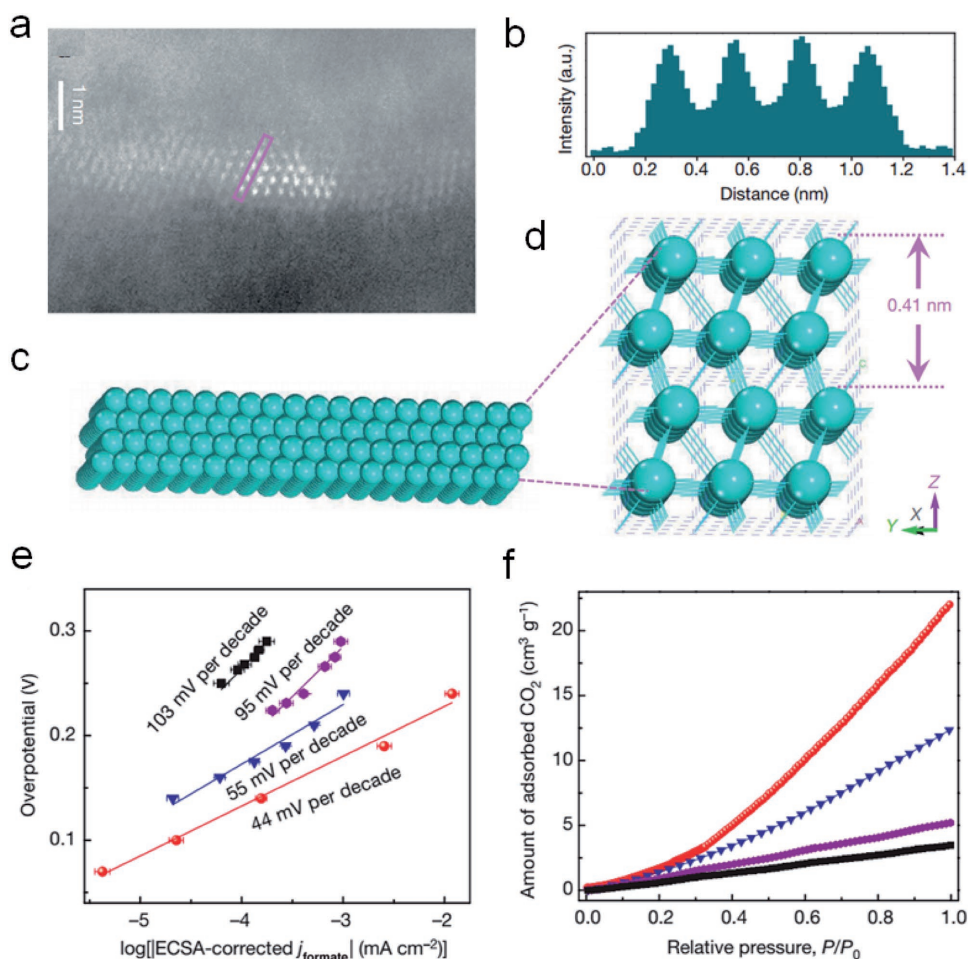 a
1 nm
b
Intensity (a.u.)
0.0 0.2 0.4 0.6 0.8 1.0 1.2 1.4
Distance (nm)
c
d
0.41 nm
Z
X
Y
e
0.3
0.2
0.1
Overpotential (V)
103 mV per decade
95 mV per decade
55 mV per decade
44 mV per decade
−5 −4 −3 −2
log[|ECSA-corrected j_formate| (mA cm⁻²)]
f
20
15
10
5
0
Amount of adsorbed CO₂ (cm³ g⁻¹)
0.0 0.2 0.4 0.6 0.8 1.0
Relative pressure, P/P₀